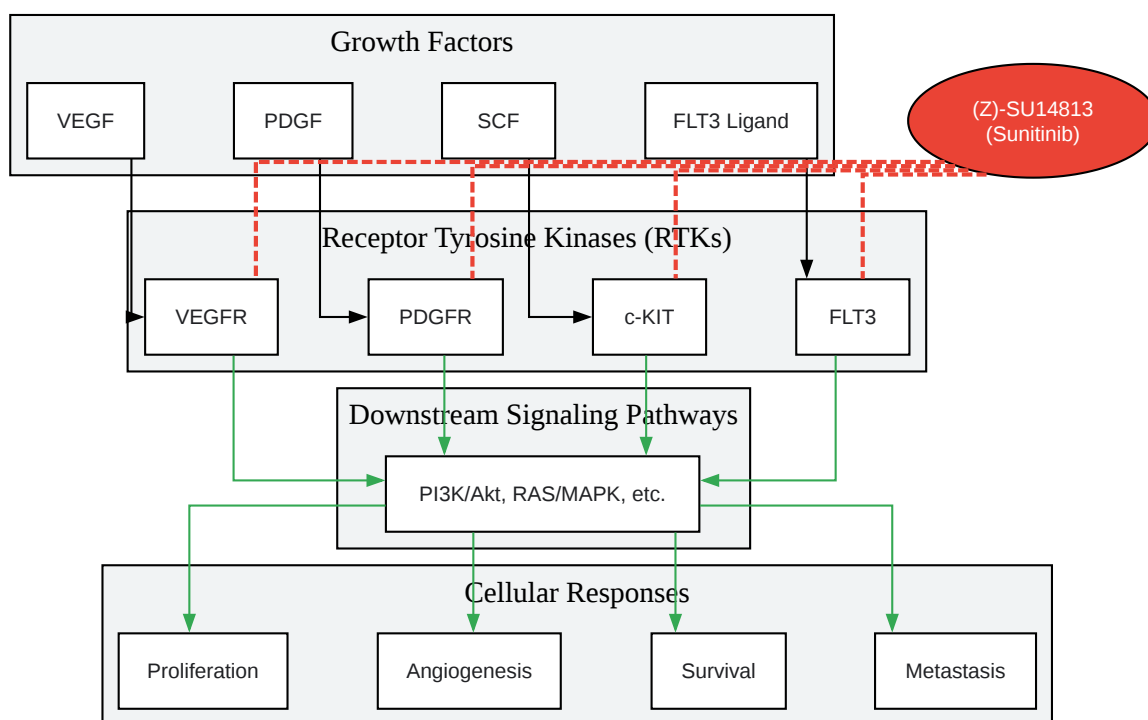 Growth Factors
VEGF
PDGF
SCF
FLT3 Ligand
(Z)-SU14813
(Sunitinib)
Receptor Tyrosine Kinases (RTKs)
VEGFR
PDGFR
c-KIT
FLT3
Downstream Signaling Pathways
PI3K/Akt, RAS/MAPK, etc.
Cellular Responses
Proliferation
Angiogenesis
Survival
Metastasis